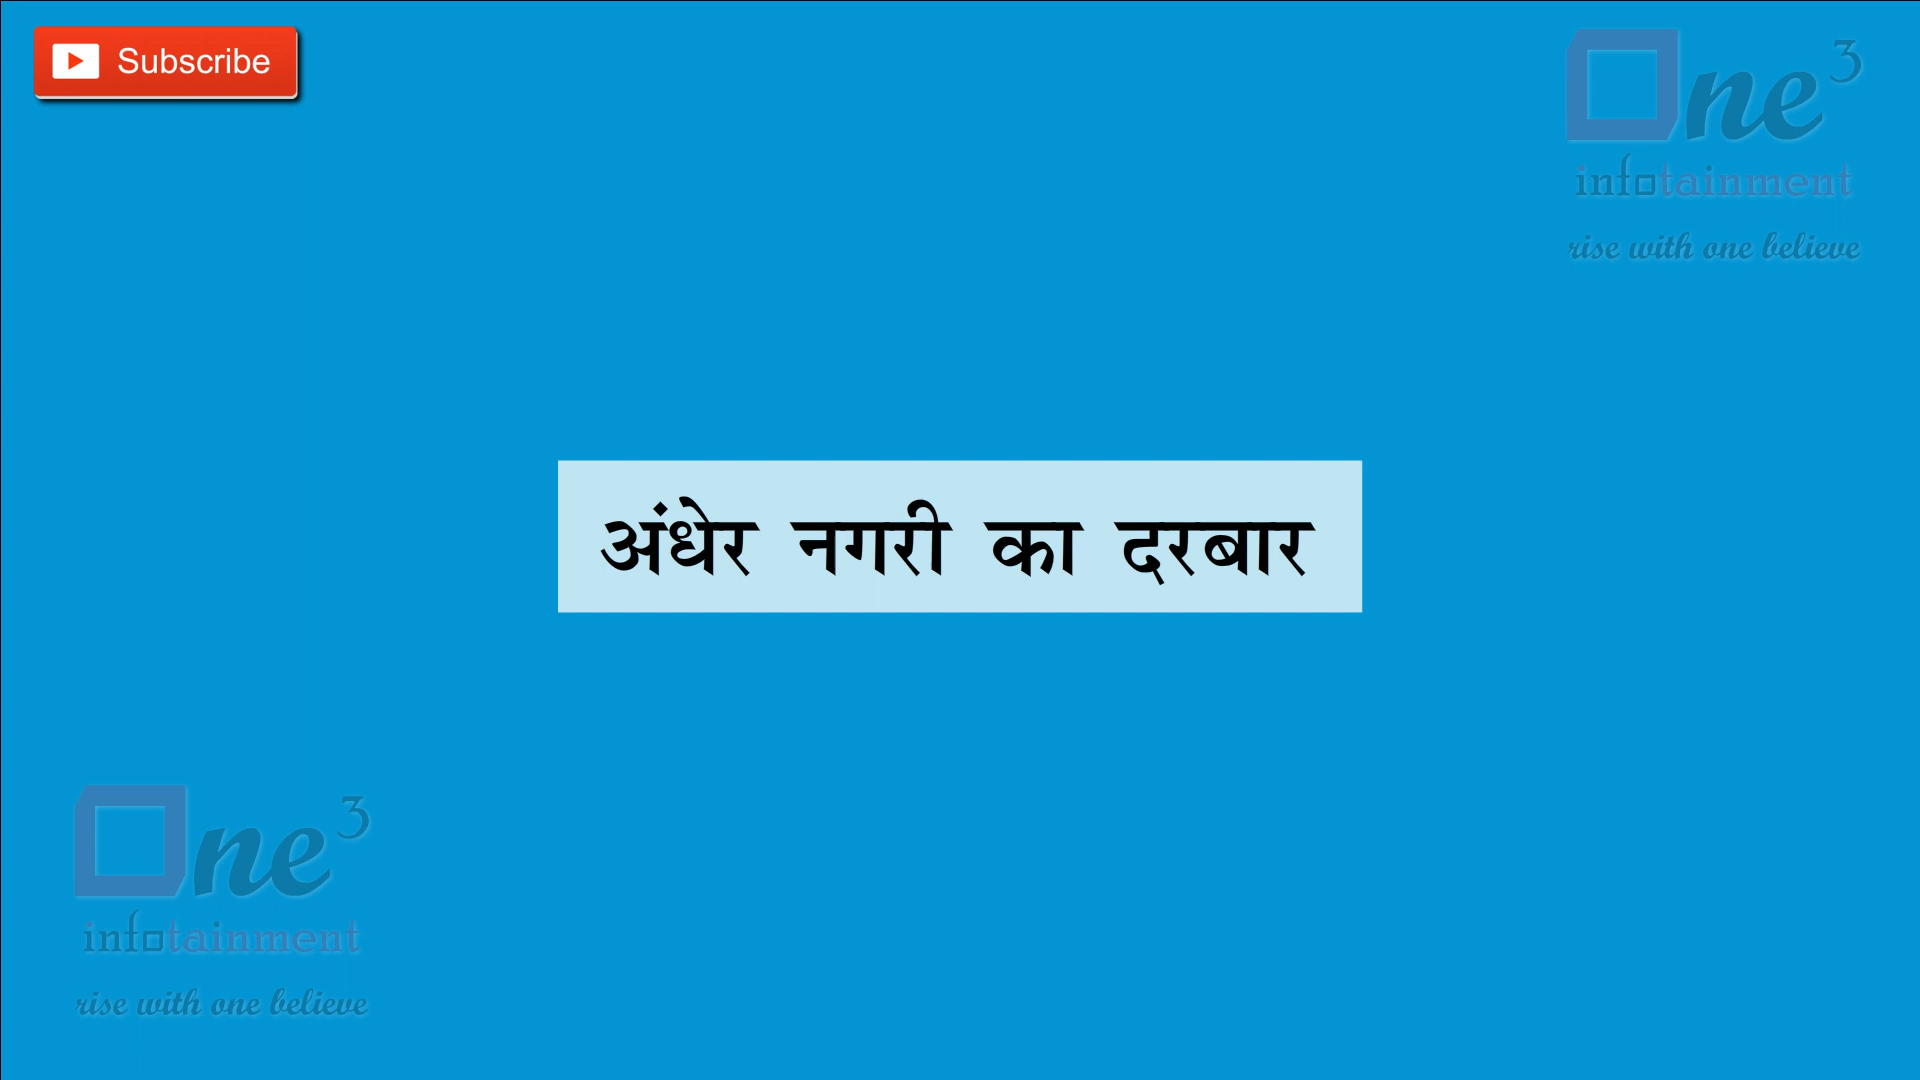 Subscribe
One3
infotainment
rise with one believe
अंधेर नगरी का दरबार
One3
infotainment
rise with one believe